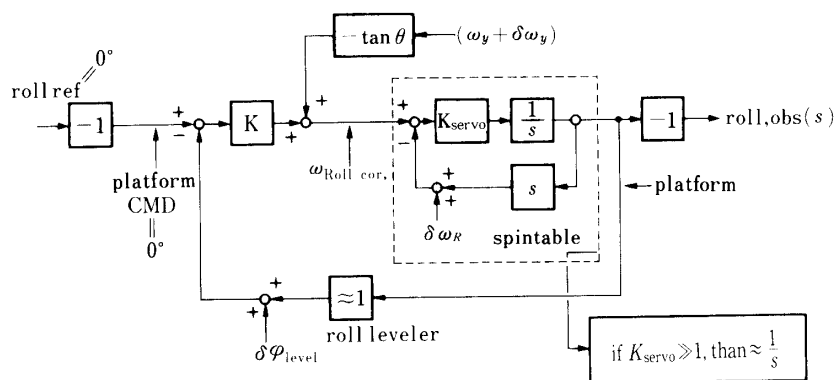 − tan θ
(ω_y + δω_y)
0°
||
roll ref
−1
+
−
K
+
+
+
−
K_servo
1/s
−1
roll,obs(s)
platform
CMD
||
0°
ω_Roll cor,
s
+
+
δω_R
spintable
platform
+
+
≈1
roll leveler
δφ_level
if K_servo ≫1, than ≈ 1/s